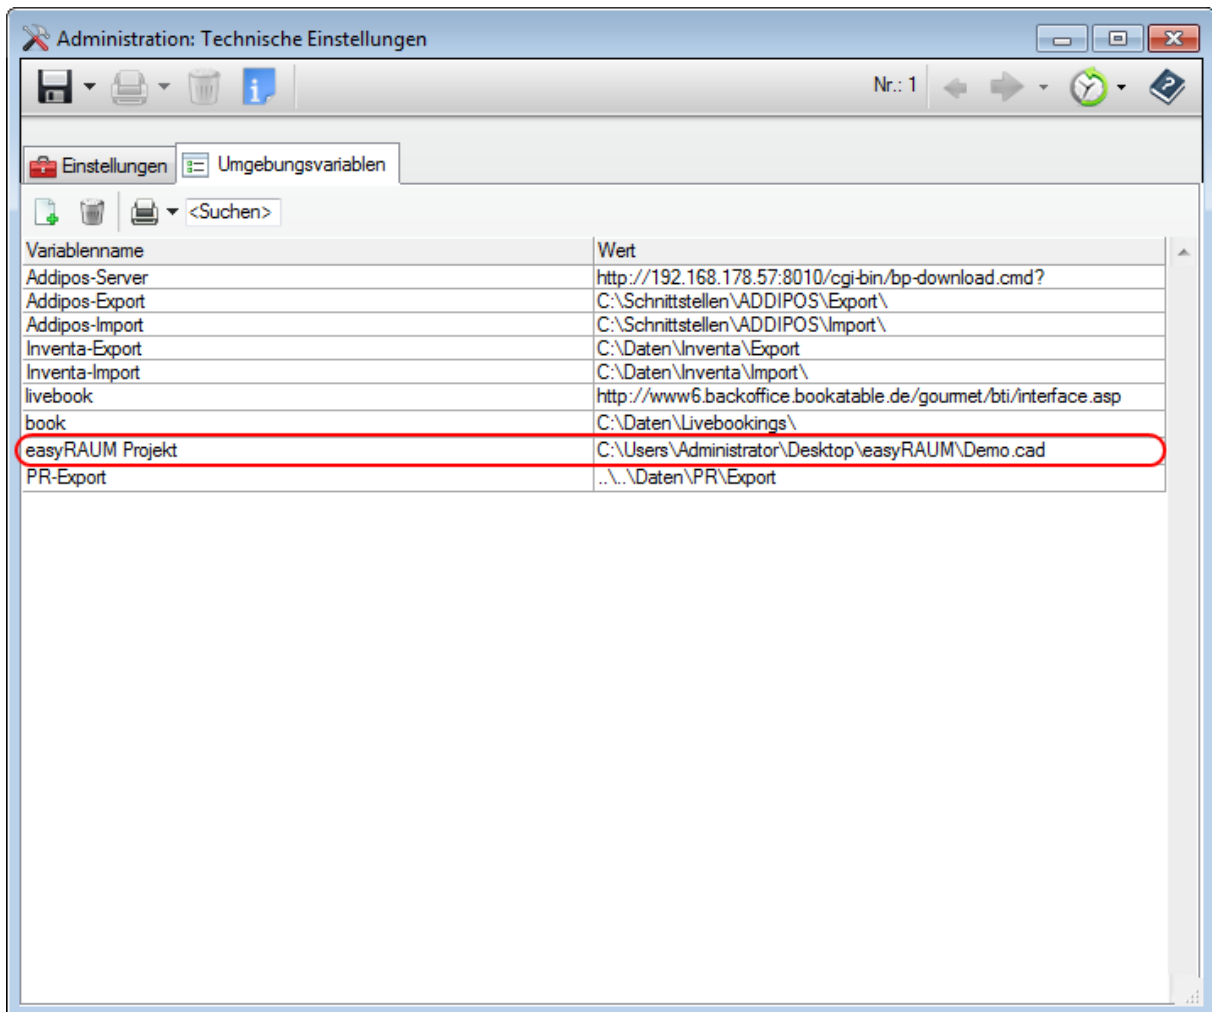 Administration: Technische Einstellungen
Nr.: 1
Einstellungen Umgebungsvariablen
<Suchen>
Variablenname Wert
Addipos-Server http://192.168.178.57:8010/cgi-bin/bp-download.cmd?
Addipos-Export C:\Schnittstellen\ADDIPOS\Export\
Addipos-Import C:\Schnittstellen\ADDIPOS\Import\
Inventa-Export C:\Daten\Inventa\Export
Inventa-Import C:\Daten\Inventa\Import\
livebook http://www6.backoffice.bookatable.de/gourmet/bti/interface.asp
book C:\Daten\Livebookings\
easyRAUM Projekt C:\Users\Administrator\Desktop\easyRAUM\Demo.cad
PR-Export ..\..\Daten\PR\Export